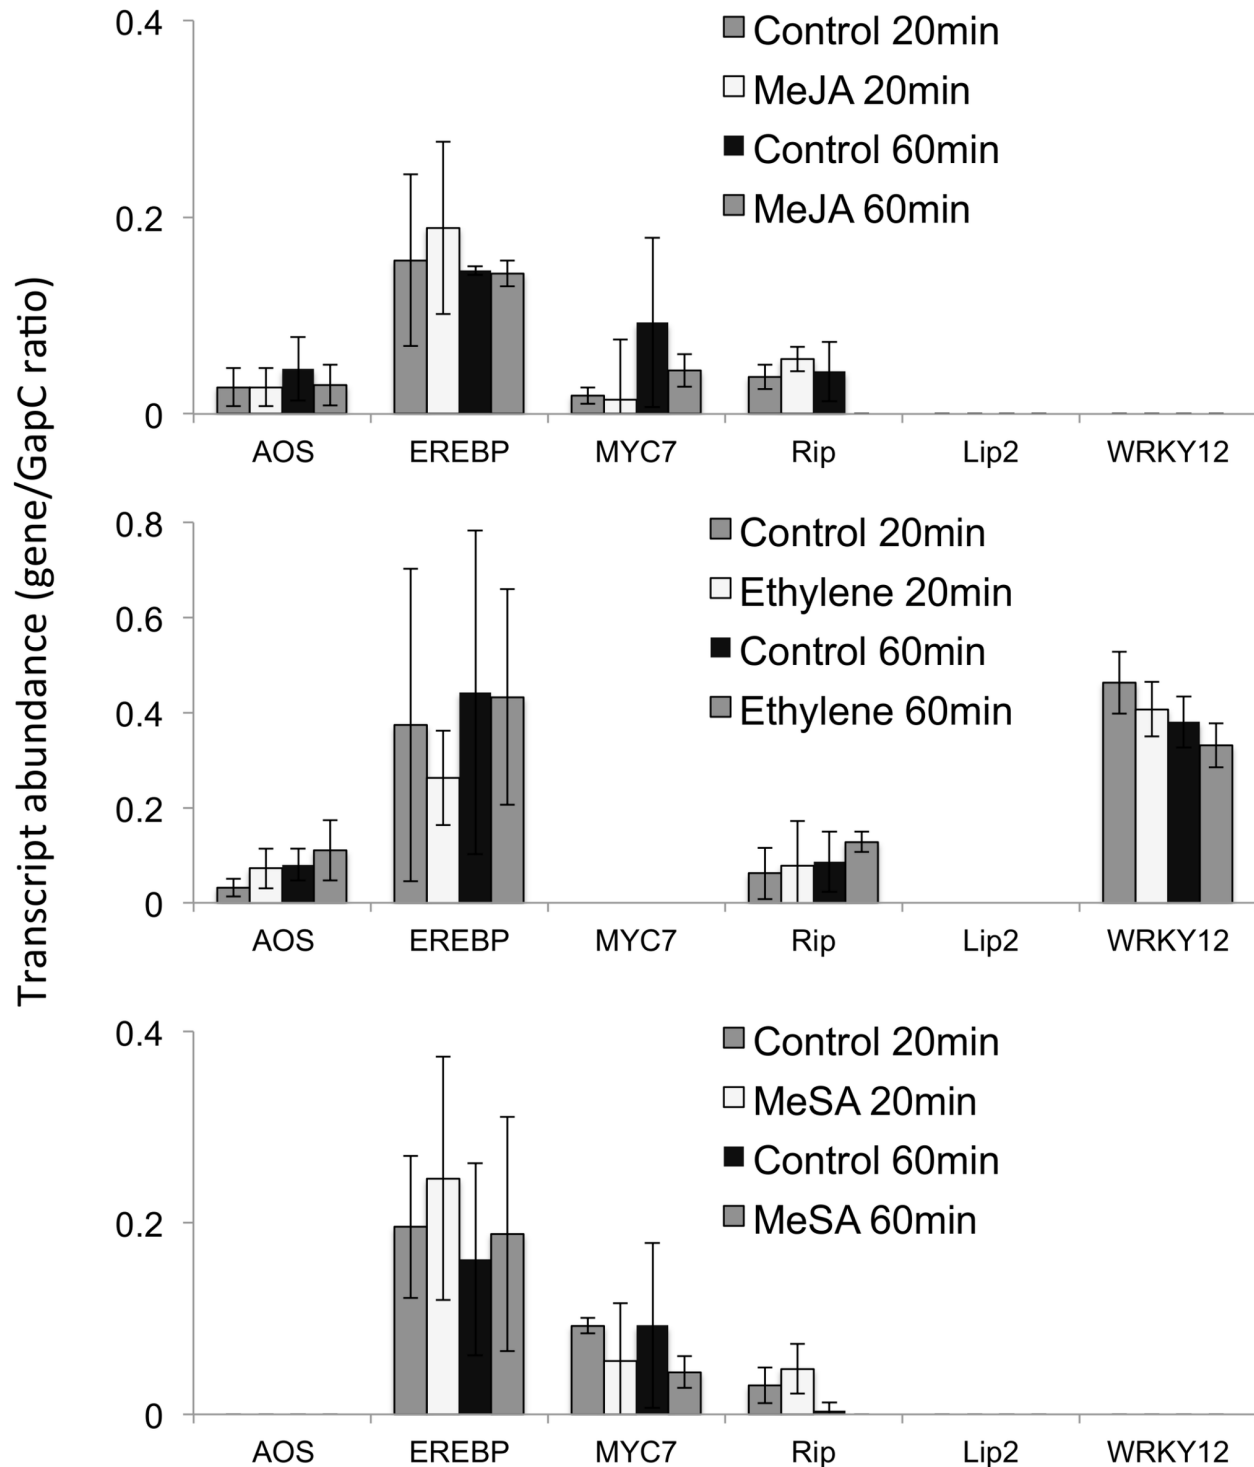 Transcript abundance (gene/GapC ratio)
0.4
0.2
0
Control 20min
MeJA 20min
Control 60min
MeJA 60min
AOS EREBP MYC7 Rip Lip2 WRKY12
0.8
0.6
0.4
0.2
0
Control 20min
Ethylene 20min
Control 60min
Ethylene 60min
AOS EREBP MYC7 Rip Lip2 WRKY12
0.4
0.2
0
Control 20min
MeSA 20min
Control 60min
MeSA 60min
AOS EREBP MYC7 Rip Lip2 WRKY12